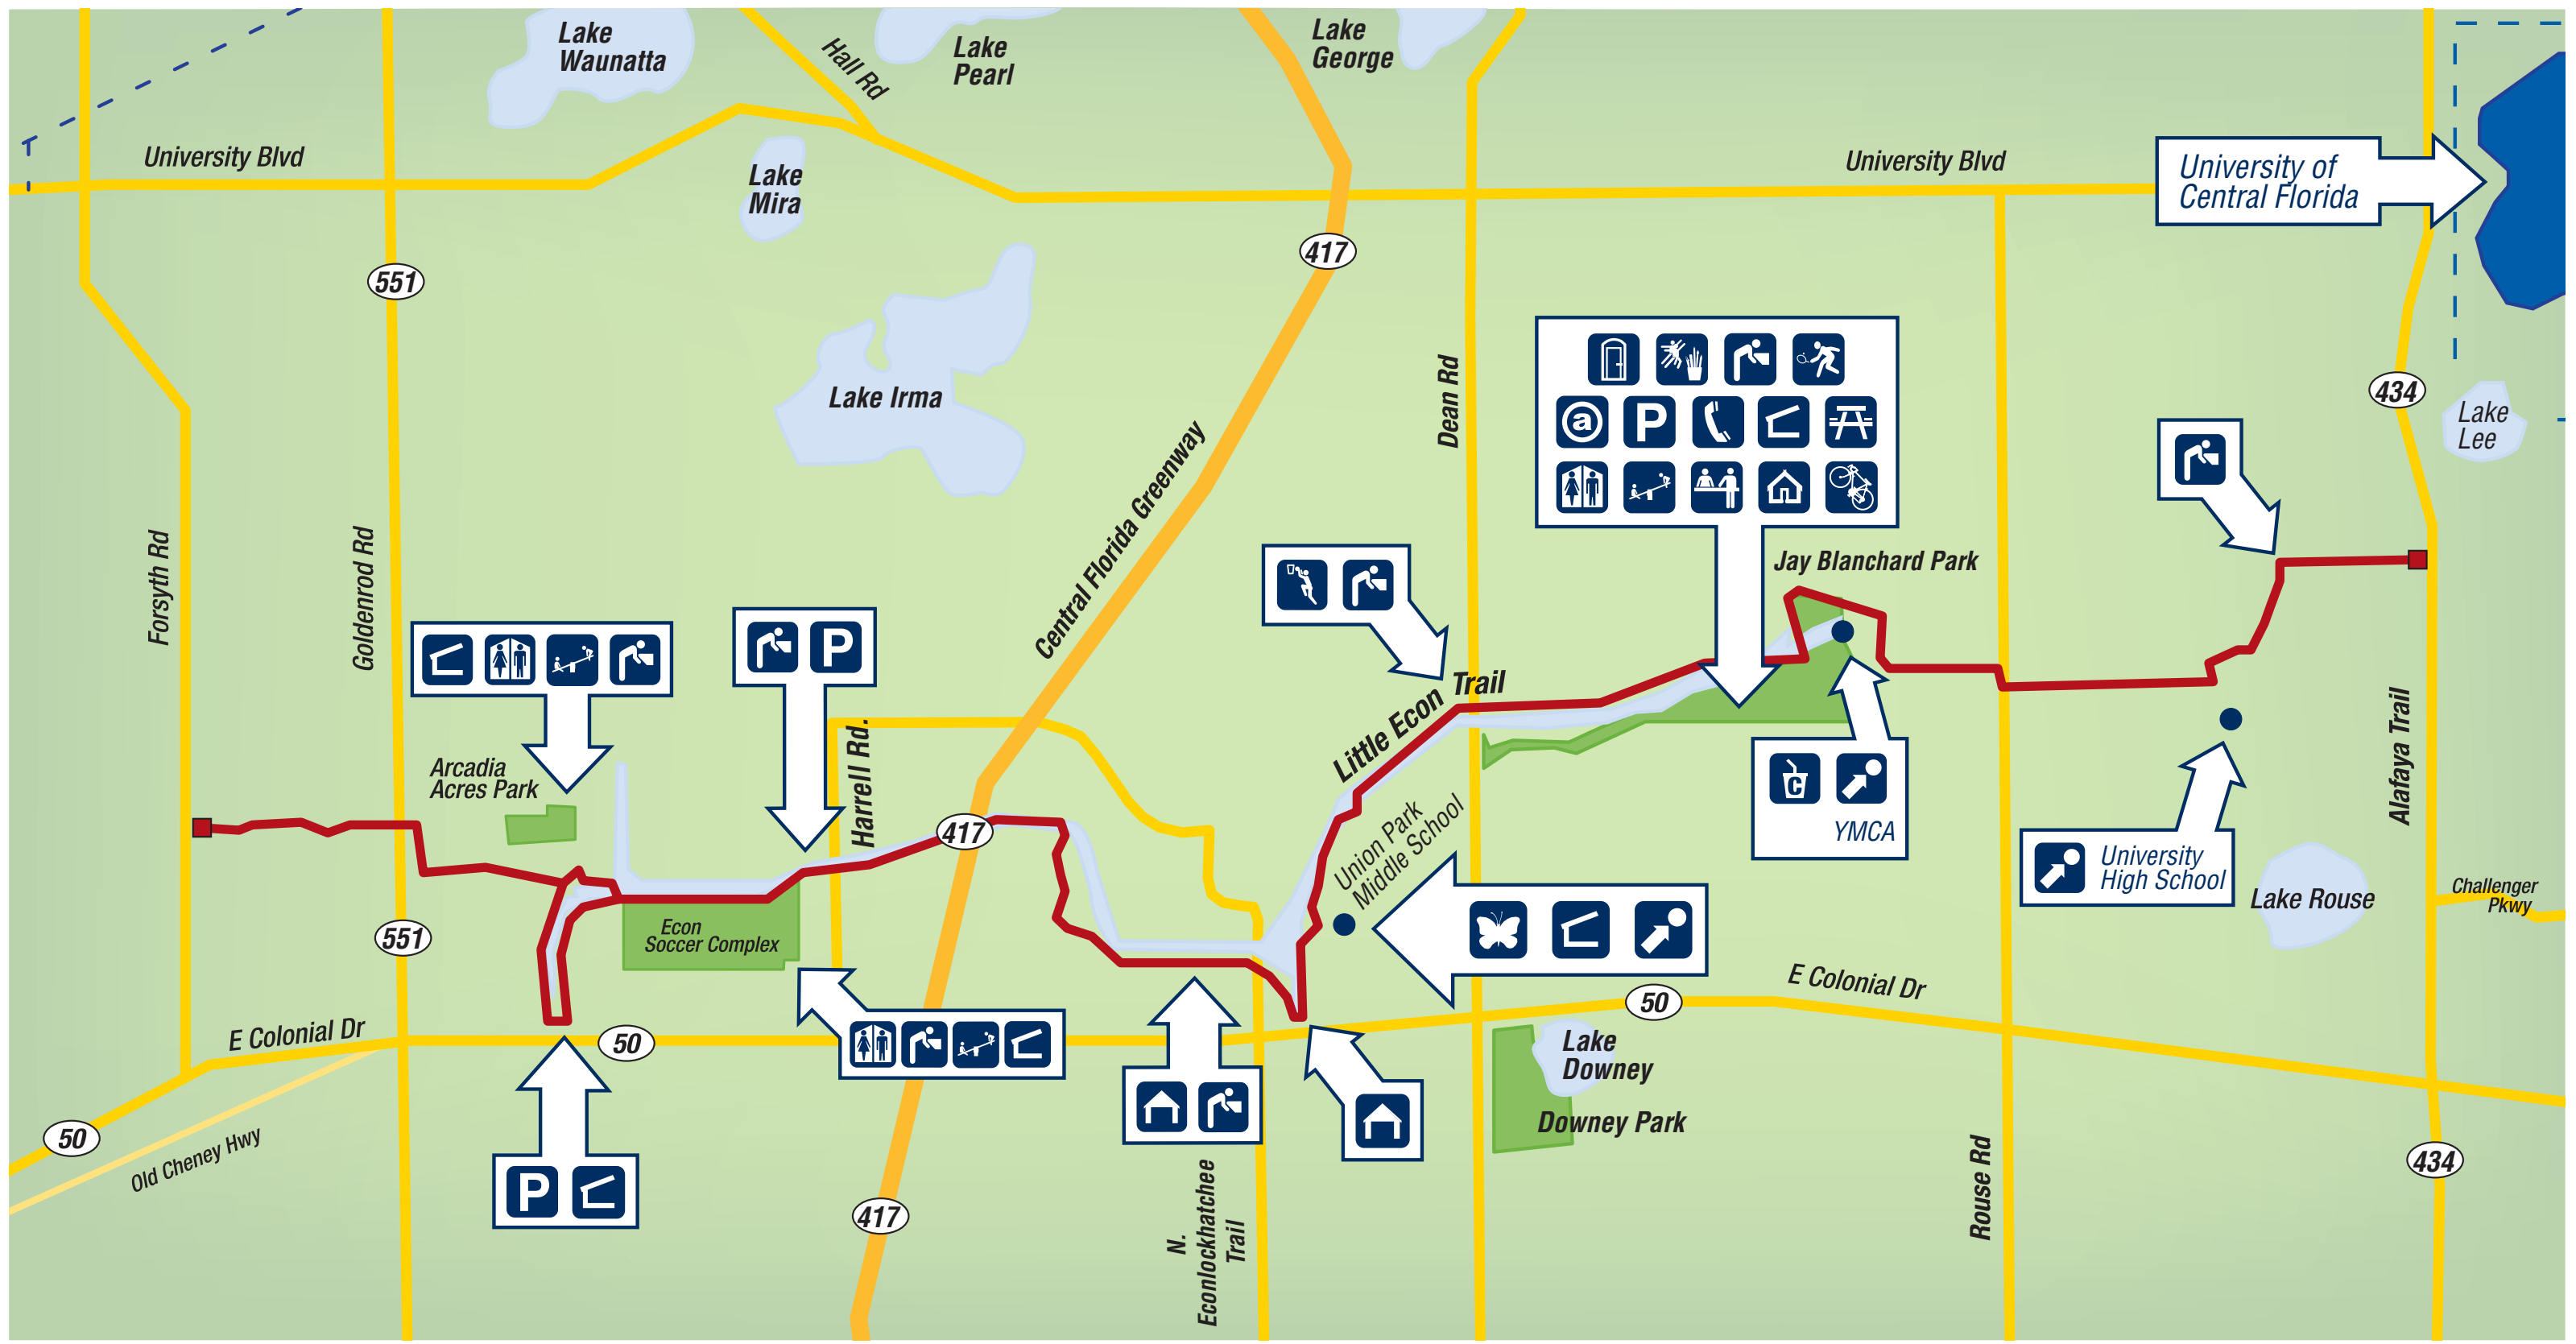 Lake
Waunatta
Hall Rd
Lake
Pearl
Lake
George
University Blvd
Lake
Mira
University Blvd
University of
Central Florida
417
551
Lake Irma
Dean Rd
434
Lake
Lee
a
P
Central Florida Greenway
Forsyth Rd
Goldenrod Rd
Jay Blanchard Park
P
Little Econ Trail
Arcadia
Acres Park
Harrell Rd.
417
Alafaya Trail
C
YMCA
Union Park
Middle School
University
High School
Lake Rouse
Challenger
Pkwy
Econ
Soccer Complex
551
E Colonial Dr
50
E Colonial Dr
50
Lake
Downey
Downey Park
50
Old Cheney Hwy
P
417
N.
Econlockhatchee
Trail
Rouse Rd
434